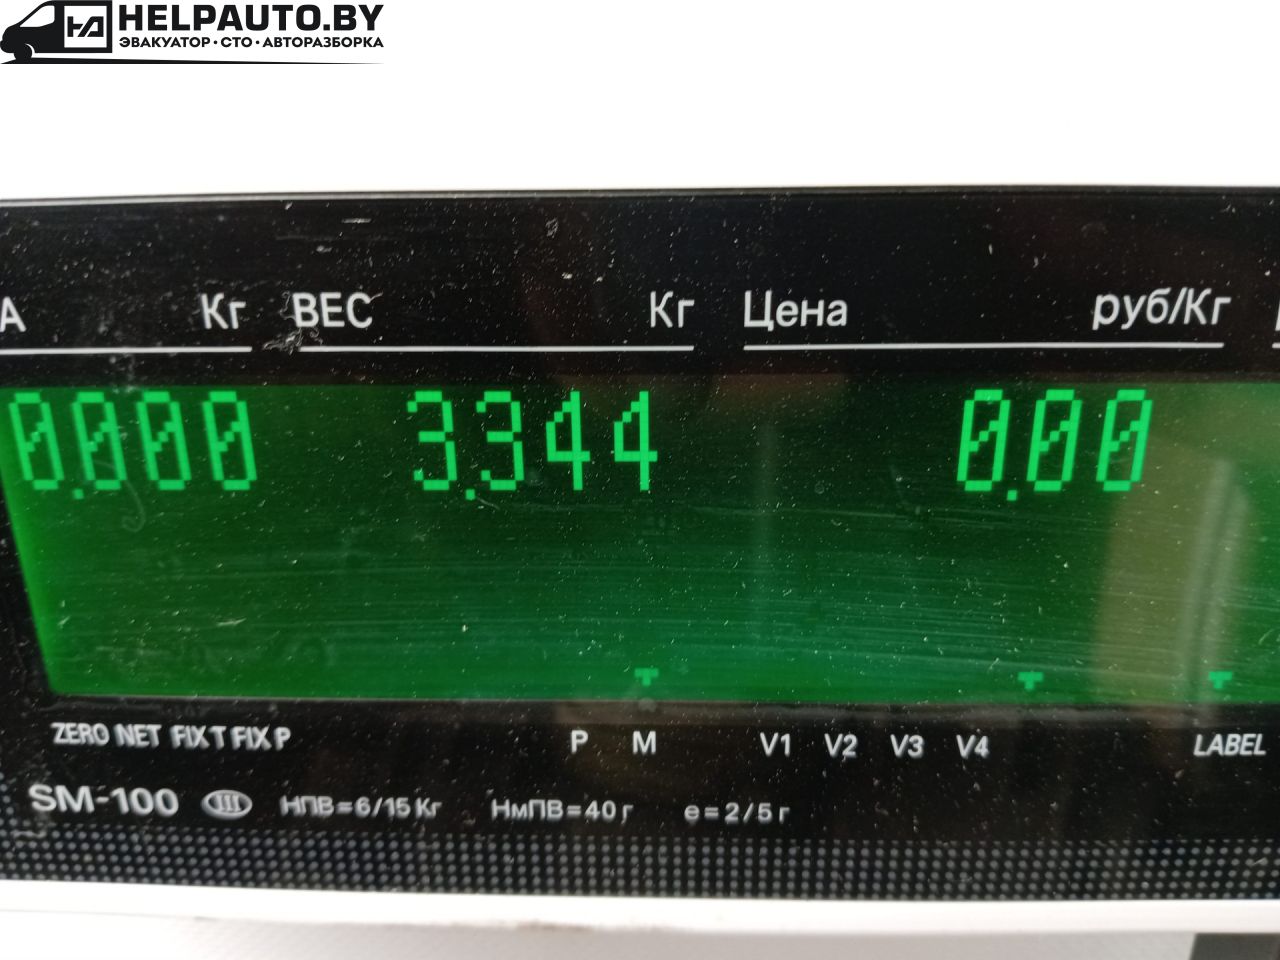 HELPAUTO.BY
ЭВАКУАТОР·СТО·АВТОРАЗБОРКА
А Кг ВЕС Кг Цена руб/Кг
0.000 3.344 0.00
ZERO NET FIX T FIX P P M V1 V2 V3 V4 LABEL
SM-100 III НПВ=6/15 Кг НмПВ=40 г e=2/5 г